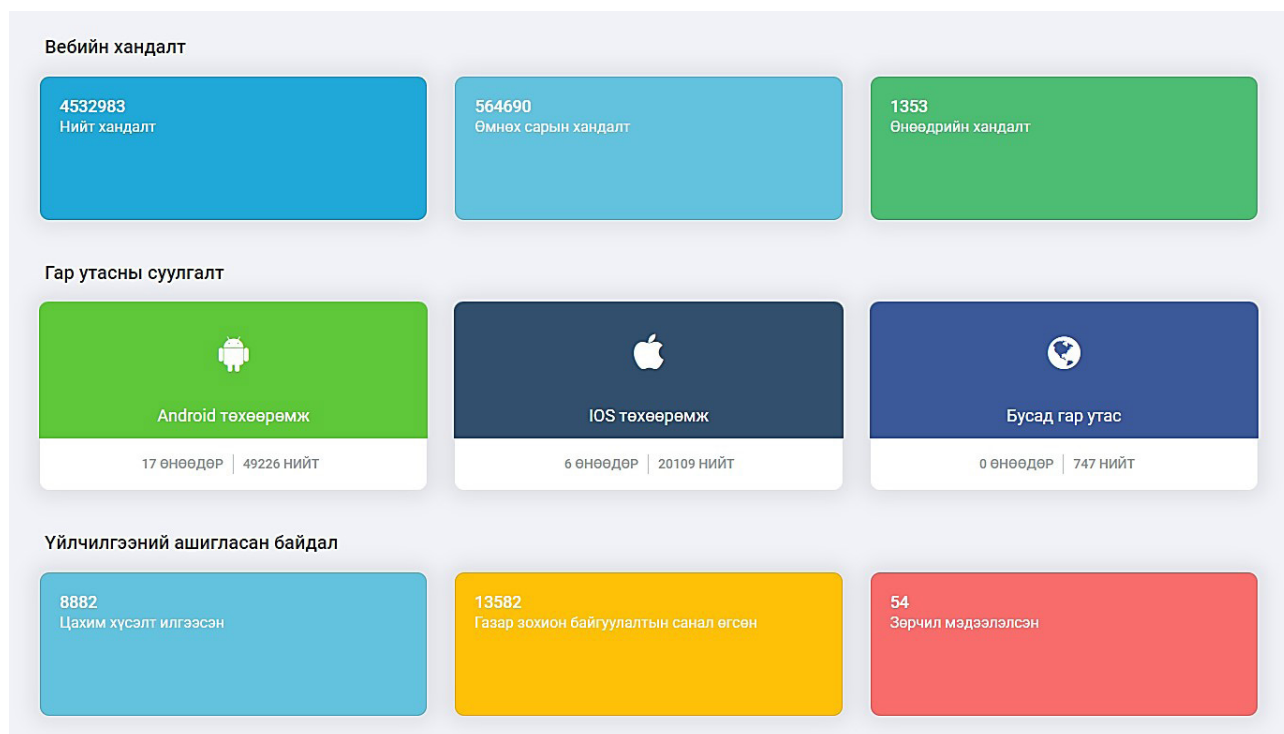 Вебийн хандалт
4532983
Нийт хандалт
564690
Өмнөх сарын хандалт
1353
Өнөөдрийн хандалт
Гар утасны суулгалт
Android төхөөрөмж
17 ӨНӨӨДӨР
49226 НИЙТ
IOS төхөөрөмж
6 ӨНӨӨДӨР
20109 НИЙТ
Бусад гар утас
0 ӨНӨӨДӨР
747 НИЙТ
Үйлчилгээний ашигласан байдал
8882
Цахим хүсэлт илгээсэн
13582
Газар зохион байгуулалтын санал өгсөн
54
Зөрчил мэдээлэлсэн